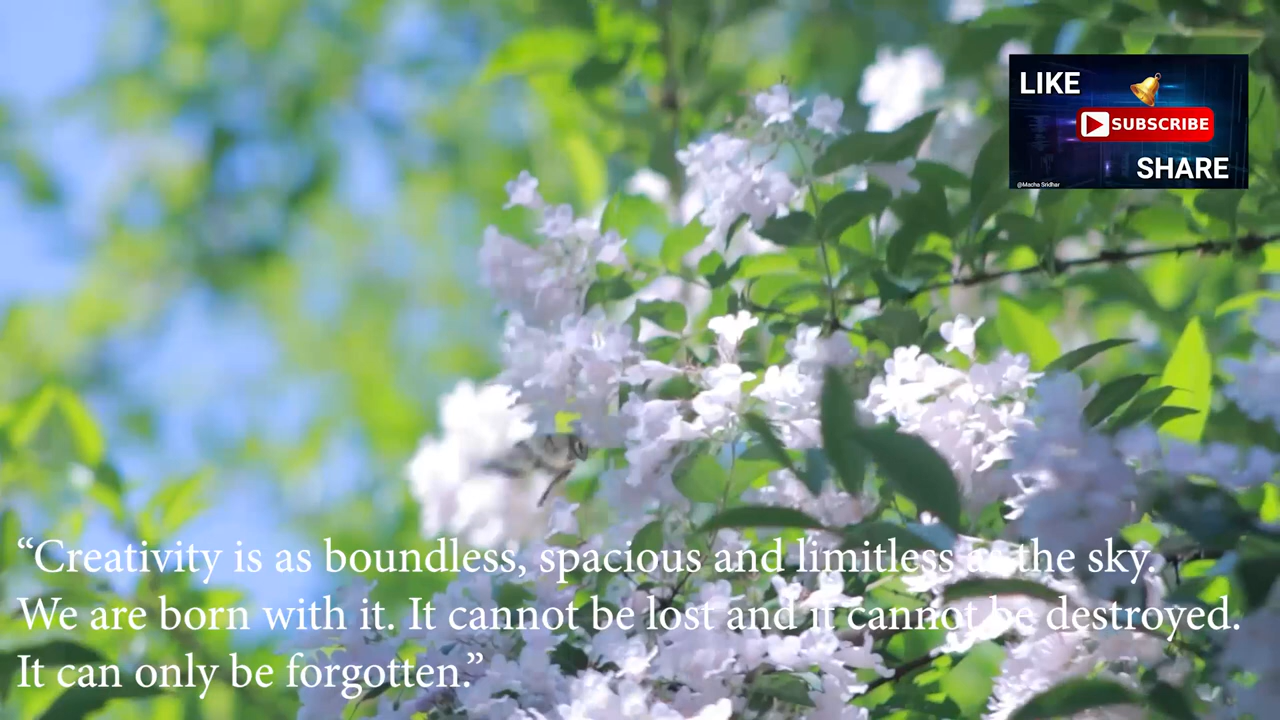 LIKE
SUBSCRIBE
SHARE
@Macha Sridhar
“Creativity is as boundless, spacious and limitless as the sky.
We are born with it. It cannot be lost and it cannot be destroyed.
It can only be forgotten.”